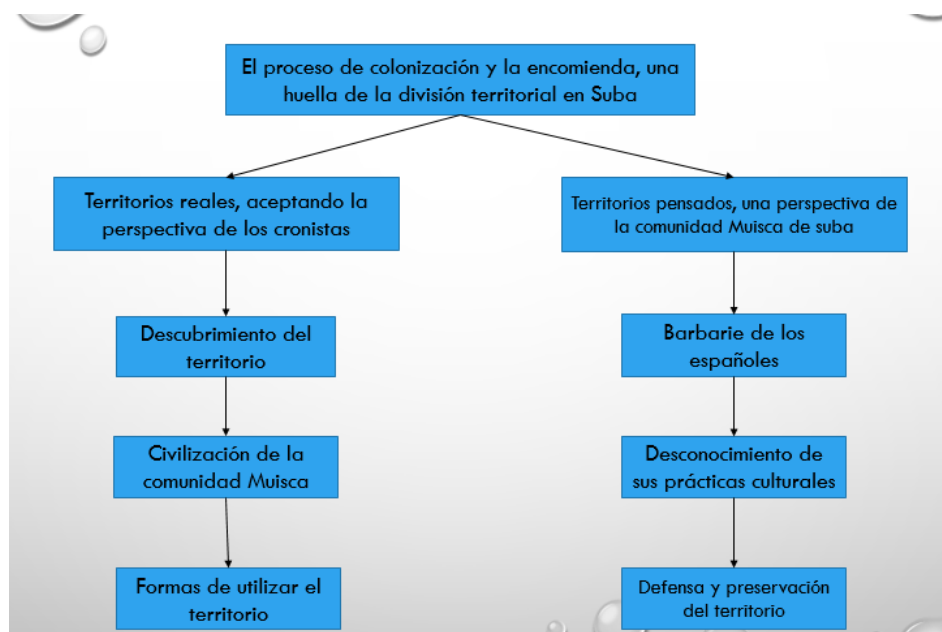 El proceso de colonización y la encomienda, una
huella de la división territorial en Suba
Territorios reales, aceptando la
perspectiva de los cronistas
Territorios pensados, una perspectiva de
la comunidad Muisca de suba
Descubrimiento del
territorio
Barbarie de los
españoles
Civilización de la
comunidad Muisca
Desconocimiento de
sus prácticas culturales
Formas de utilizar el
territorio
Defensa y preservación
del territorio